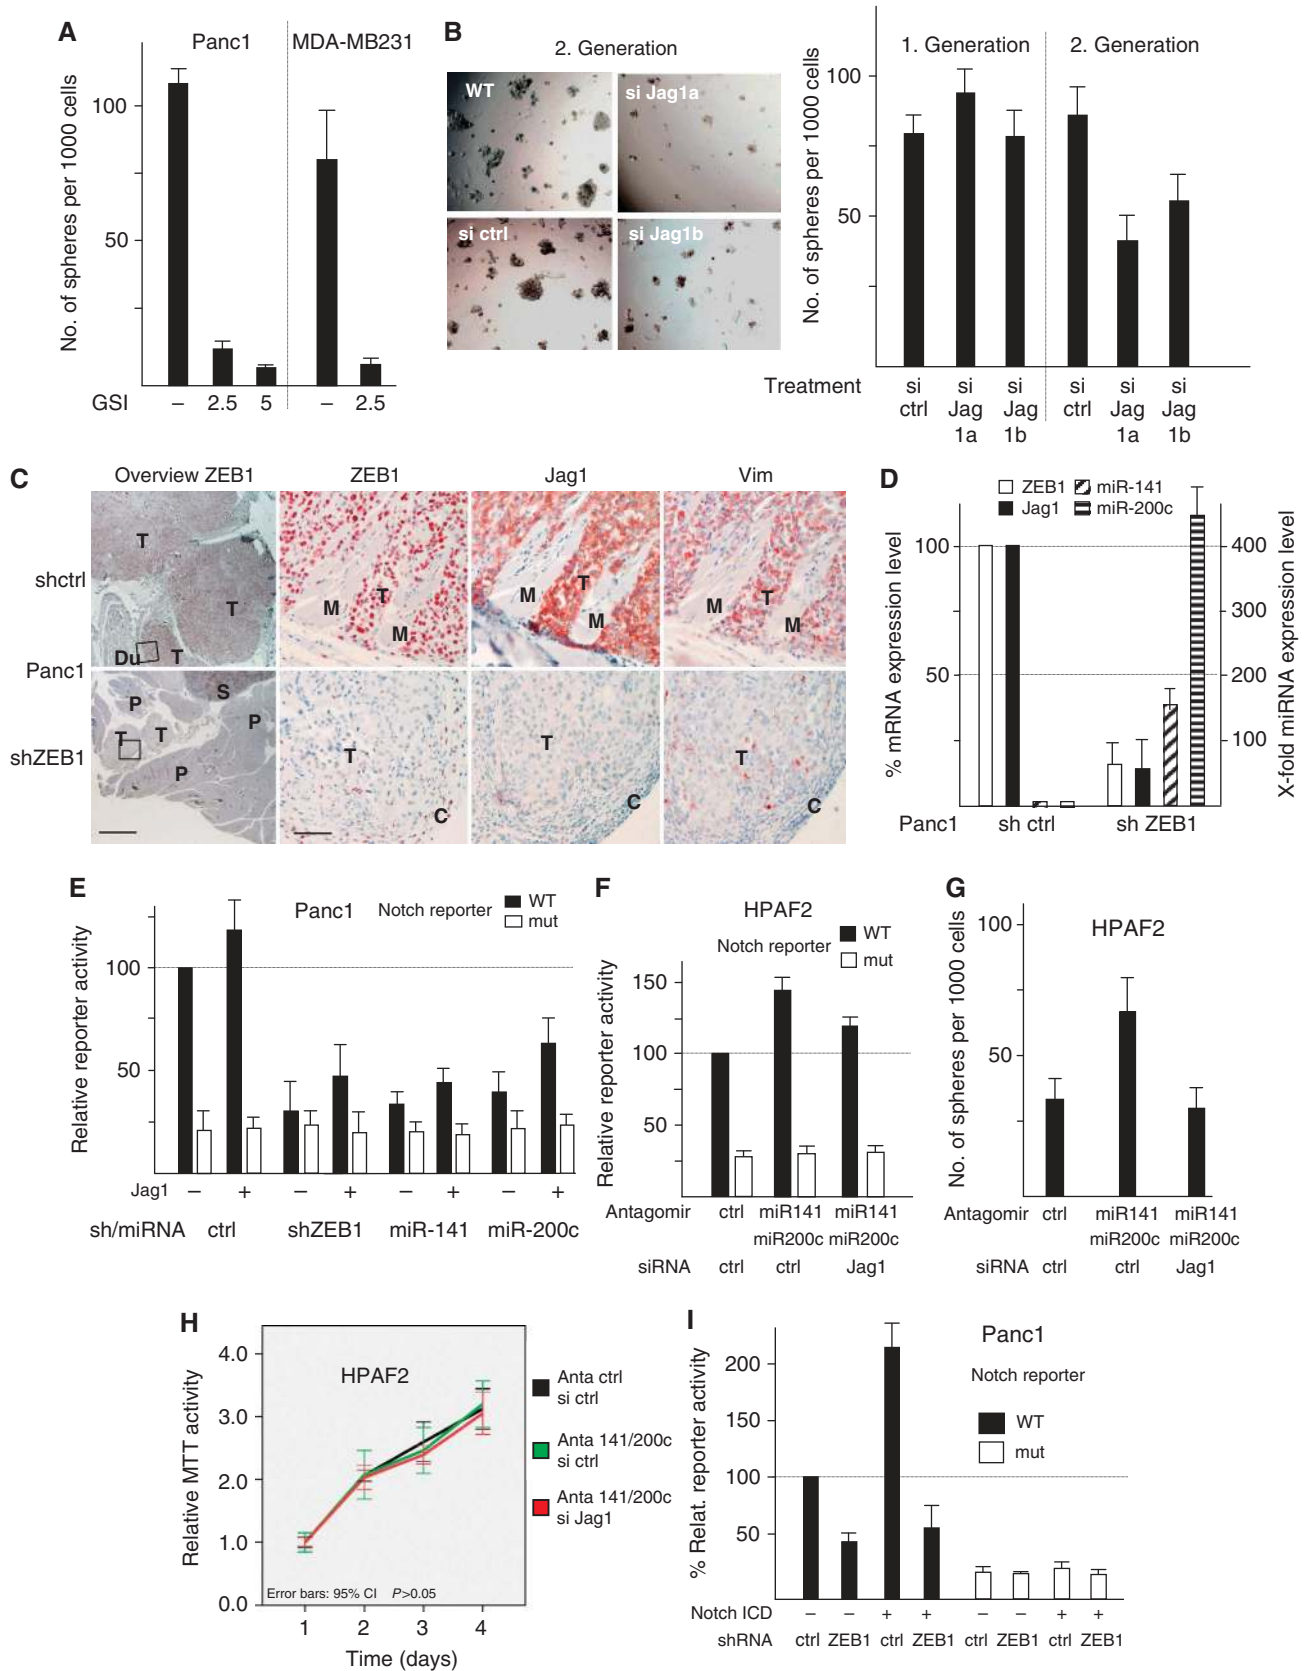 A
Panc1
MDA-MB231
No. of spheres per 1000 cells
100
50
GSI
– 2.5 5 – 2.5
B
2. Generation
WT
si Jag1a
si ctrl
si Jag1b
No. of spheres per 1000 cells
1. Generation
2. Generation
100
50
Treatment
si ctrl
si Jag 1a
si Jag 1b
si ctrl
si Jag 1a
si Jag 1b
C
Overview ZEB1
ZEB1
Jag1
Vim
shctrl
Panc1
shZEB1
T
T
Du
T
M
T
M
M
T
M
M
T
M
P
S
P
T
T
P
T
C
T
C
T
C
D
ZEB1
miR-141
Jag1
miR-200c
% mRNA expression level
100
50
400
300
200
100
X-fold miRNA expression level
Panc1
sh ctrl
sh ZEB1
E
Panc1
Notch reporter
WT
mut
Relative reporter activity
100
50
Jag1
– + – + – + – +
sh/miRNA
ctrl
shZEB1
miR-141
miR-200c
F
HPAF2
Notch reporter
WT
mut
Relative reporter activity
150
100
50
Antagomir
ctrl
miR141
miR141
miR200c
miR200c
siRNA
ctrl
ctrl
Jag1
G
HPAF2
No. of spheres per 1000 cells
100
50
Antagomir
ctrl
miR141
miR141
miR200c
miR200c
siRNA
ctrl
ctrl
Jag1
H
HPAF2
Relative MTT activity
4.0
3.0
2.0
1.0
0.0
Error bars: 95% CI P>0.05
1 2 3 4
Time (days)
Anta ctrl
si ctrl
Anta 141/200c
si ctrl
Anta 141/200c
si Jag1
I
Panc1
Notch reporter
WT
mut
% Relat. reporter activity
200
150
100
50
Notch ICD
– – + + – – + +
shRNA
ctrl ZEB1 ctrl ZEB1 ctrl ZEB1 ctrl ZEB1